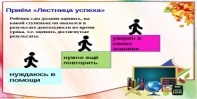 Приём «Лестница успеха»
Ребенок сам должен оценить, на
какой ступеньке он оказался в
результате деятельности во время
урока, т.е. оценить достигнутые
результаты.
уверен в
своих
знаниях
нужно ещё
повторить
нуждаюсь в
помощи